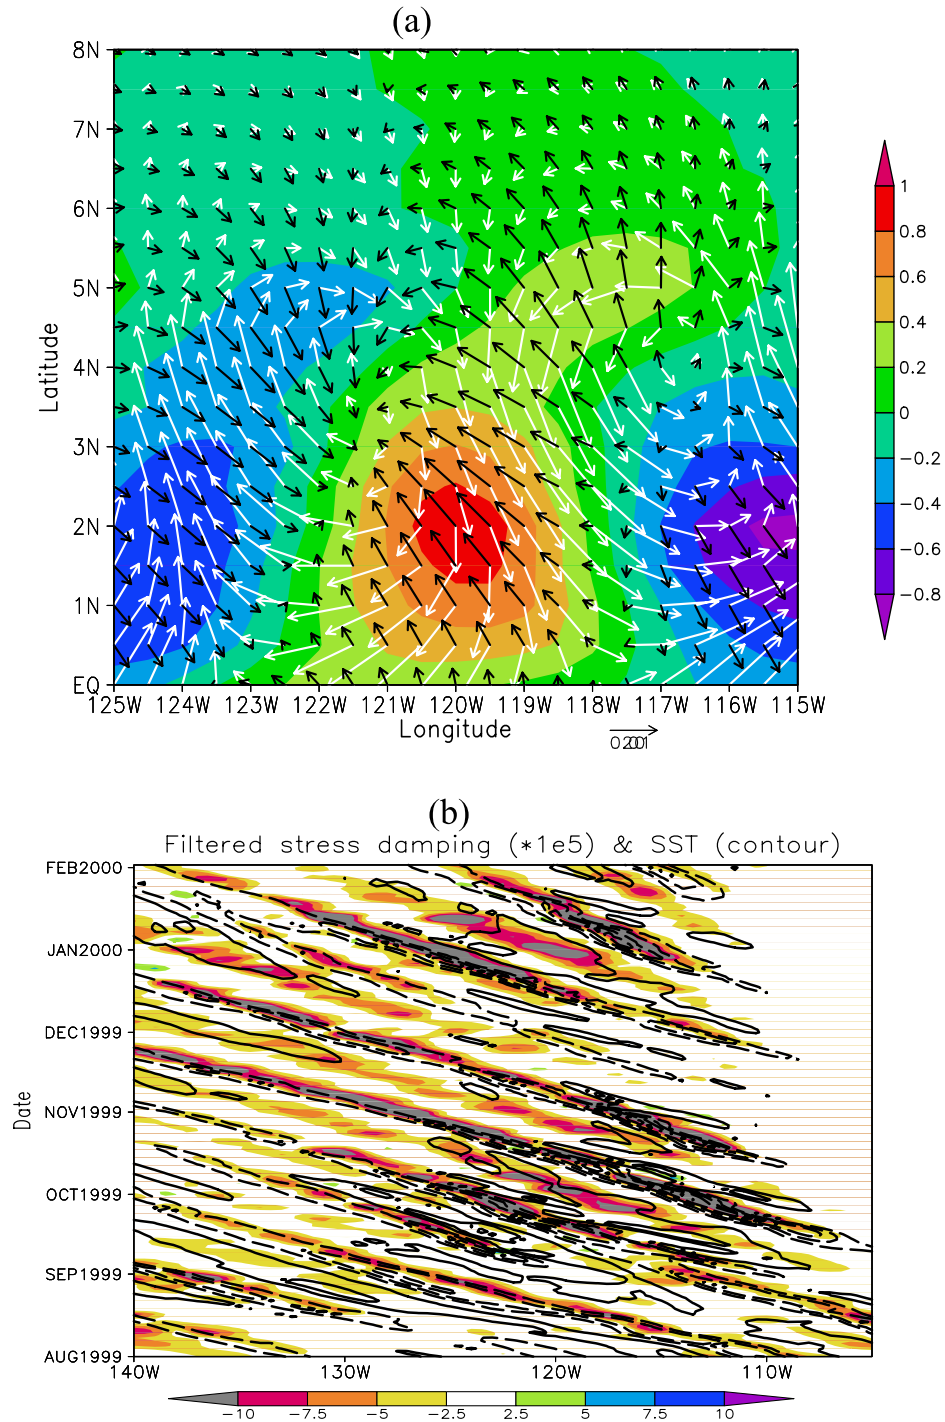 (a)
8N
7N
6N
5N
4N
3N
2N
1N
EQ
Latitude
125W 124W 123W 122W 121W 120W 119W 118W 117W 116W 115W
Longitude
1
0.8
0.6
0.4
0.2
0
−0.2
−0.4
−0.6
−0.8
(b)
Filtered stress damping (*1e5) & SST (contour)
FEB2000
JAN2000
DEC1999
NOV1999
OCT1999
SEP1999
AUG1999
Date
140W 130W 120W 110W
−10 −7.5 −5 −2.5 2.5 5 7.5 10